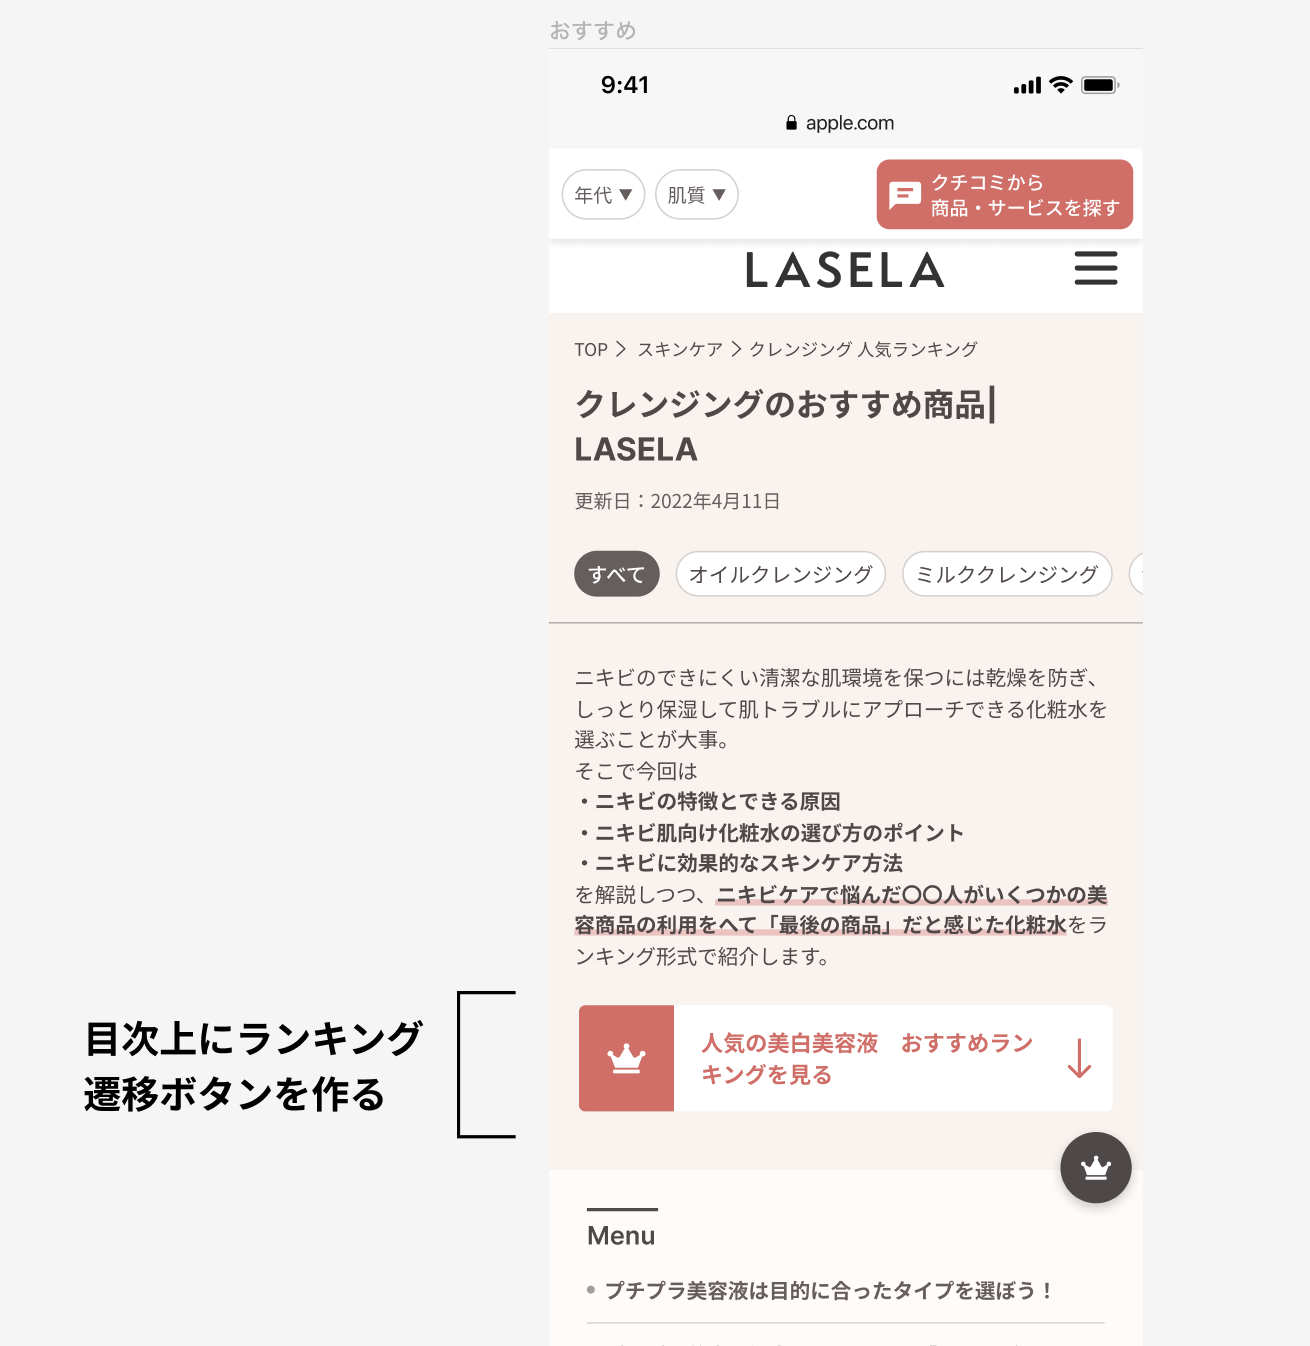 おすすめ
9:41
apple.com
年代 ▼
肌質 ▼
クチコミから
商品・サービスを探す
LASELA
TOP > スキンケア > クレンジング 人気ランキング
クレンジングのおすすめ商品|
LASELA
更新日：2022年4月11日
すべて
オイルクレンジング
ミルククレンジング
ニキビのできにくい清潔な肌環境を保つには乾燥を防ぎ、
しっとり保湿して肌トラブルにアプローチできる化粧水を
選ぶことが大事。
そこで今回は
・ニキビの特徴とできる原因
・ニキビ肌向け化粧水の選び方のポイント
・ニキビに効果的なスキンケア方法
を解説しつつ、ニキビケアで悩んだ〇〇人がいくつかの美
容商品の利用をへて「最後の商品」だと感じた化粧水をラ
ンキング形式で紹介します。
目次上にランキング
遷移ボタンを作る
人気の美白美容液　おすすめラン
キングを見る
Menu
プチプラ美容液は目的に合ったタイプを選ぼう！